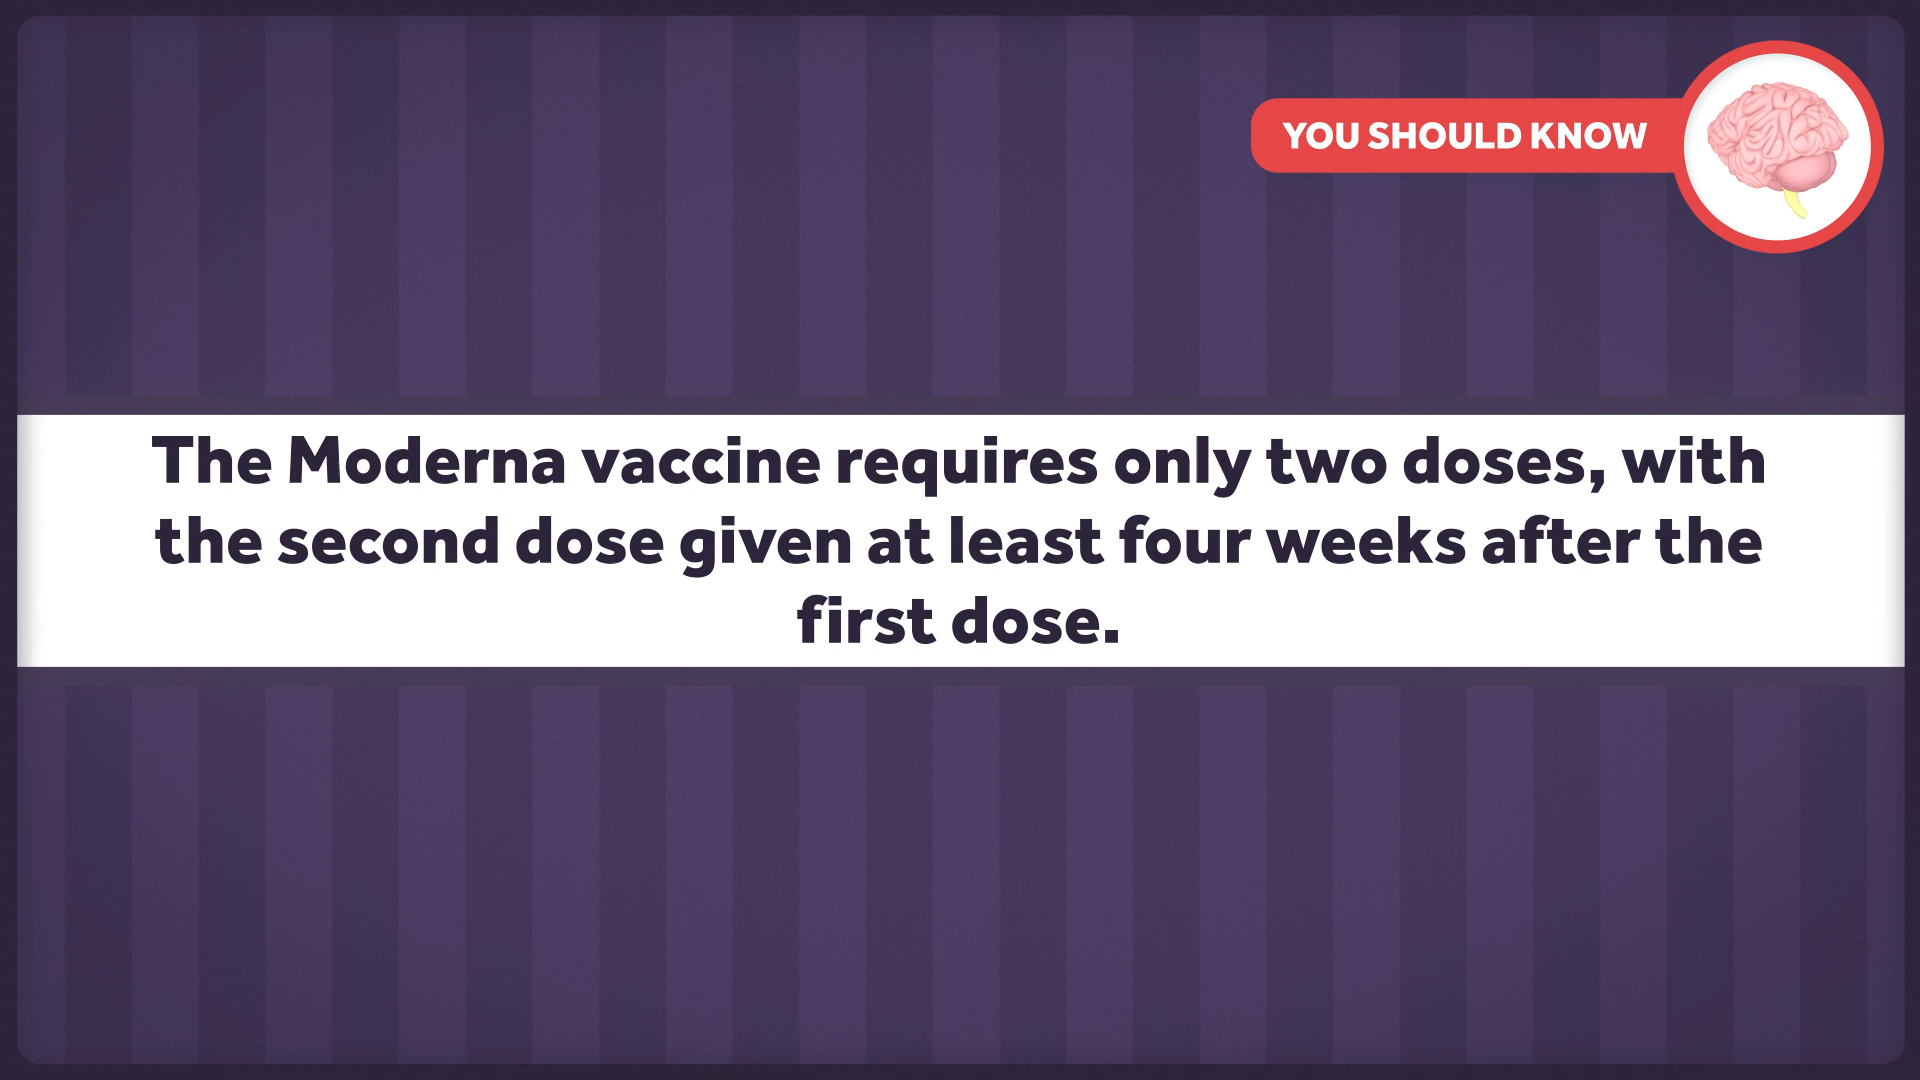 YOU SHOULD KNOW
The Moderna vaccine requires only two doses, with
the second dose given at least four weeks after the
first dose.